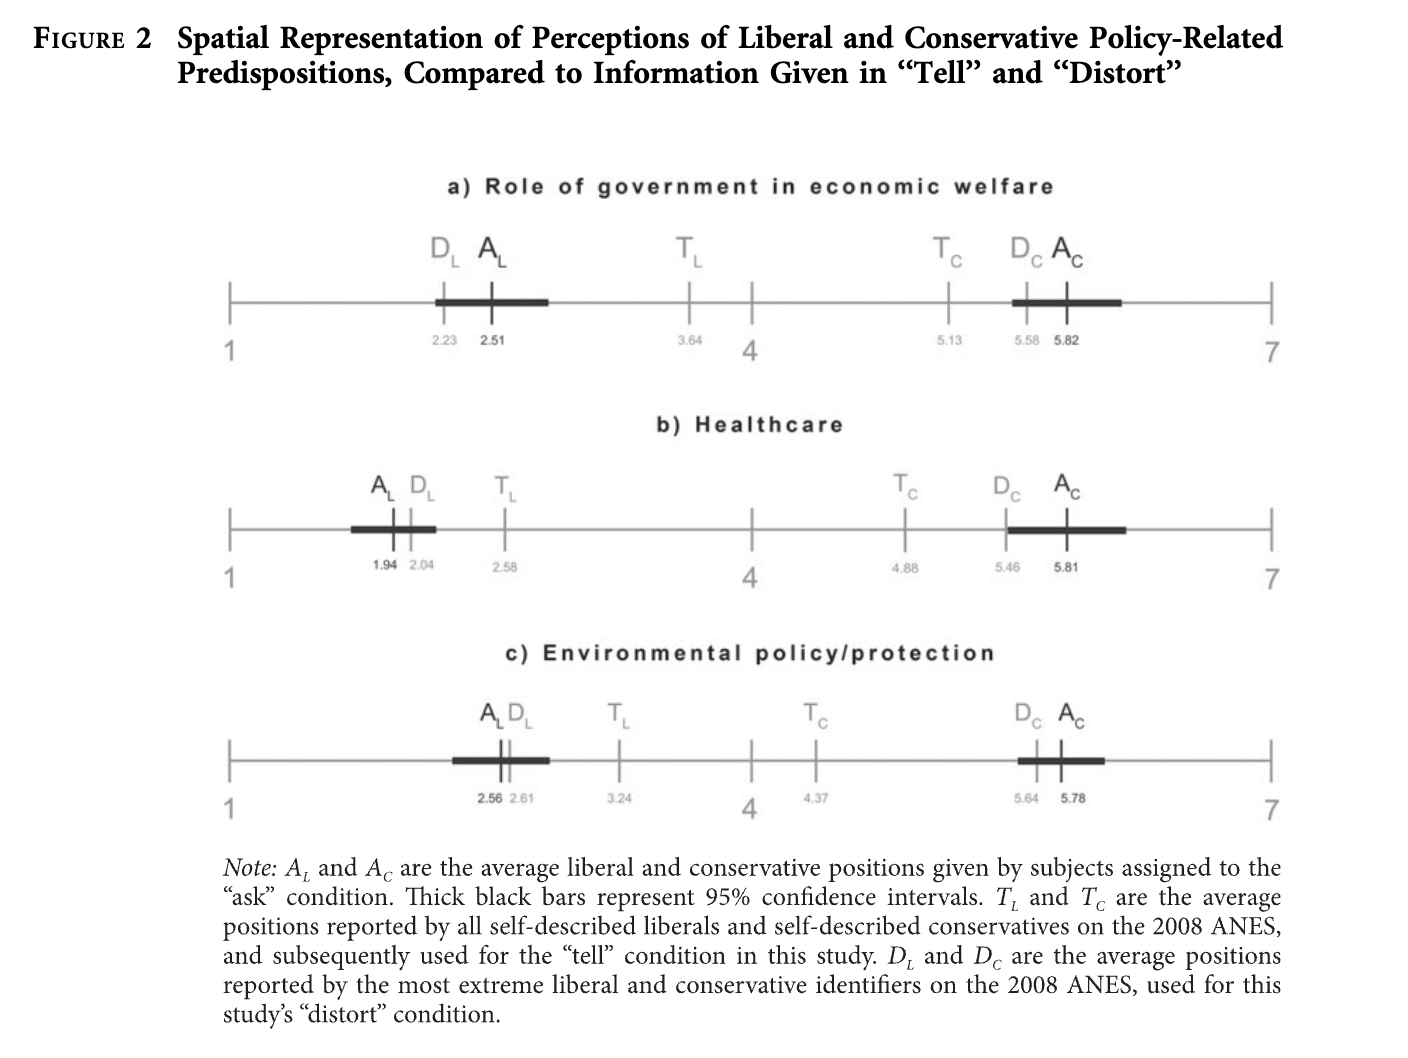 FIGURE 2 Spatial Representation of Perceptions of Liberal and Conservative Policy-Related
Predispositions, Compared to Information Given in “Tell” and “Distort”
a) Role of government in economic welfare
D_L A_L T_L T_C D_C A_C
2.23 2.51 3.64 5.13 5.58 5.82
1 4 7
b) Healthcare
A_L D_L T_L T_C D_C A_C
1.94 2.04 2.58 4.88 5.46 5.81
1 4 7
c) Environmental policy/protection
A_L D_L T_L T_C D_C A_C
2.56 2.61 3.24 4.37 5.64 5.78
1 4 7
Note: A_L and A_C are the average liberal and conservative positions given by subjects assigned to the
“ask” condition. Thick black bars represent 95% confidence intervals. T_L and T_C are the average
positions reported by all self-described liberals and self-described conservatives on the 2008 ANES,
and subsequently used for the “tell” condition in this study. D_L and D_C are the average positions
reported by the most extreme liberal and conservative identifiers on the 2008 ANES, used for this
study’s “distort” condition.